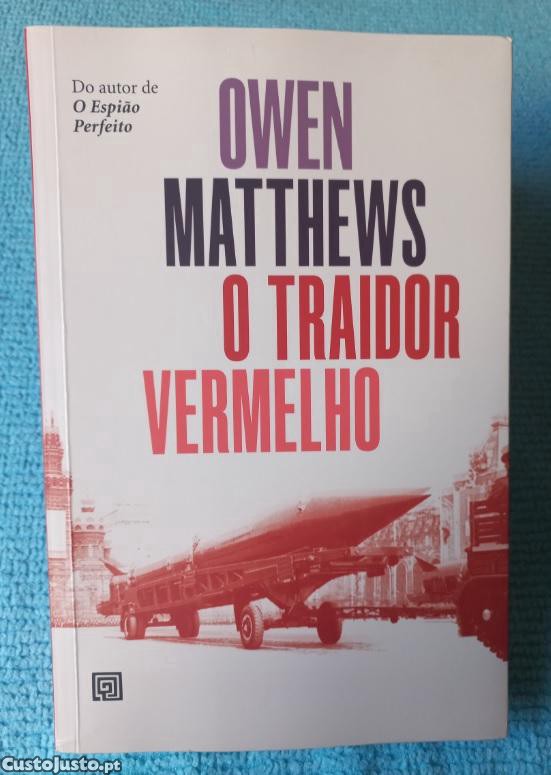 Do autor de
O Espião
Perfeito
OWEN
MATTHEWS
O TRAIDOR
VERMELHO
CustoJusto.pt